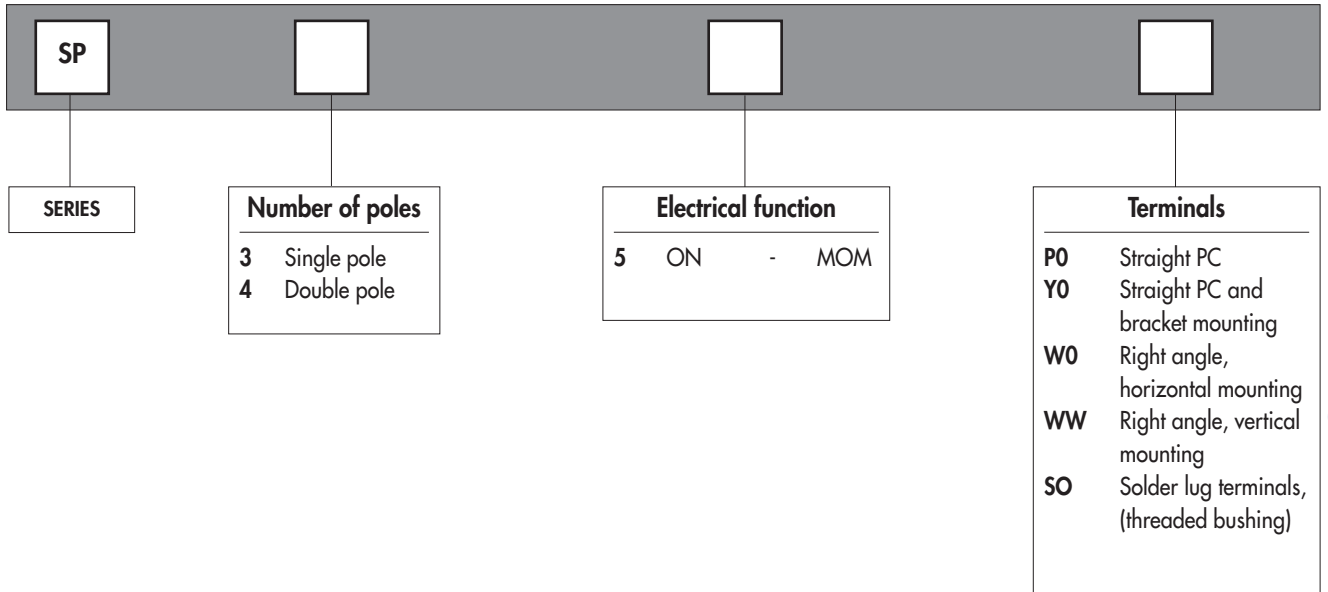 SP
SERIES
Number of poles
3 Single pole
4 Double pole
Electrical function
5 ON - MOM
Terminals
P0 Straight PC
Y0 Straight PC and
bracket mounting
W0 Right angle,
horizontal mounting
WW Right angle, vertical
mounting
SO Solder lug terminals,
(threaded bushing)